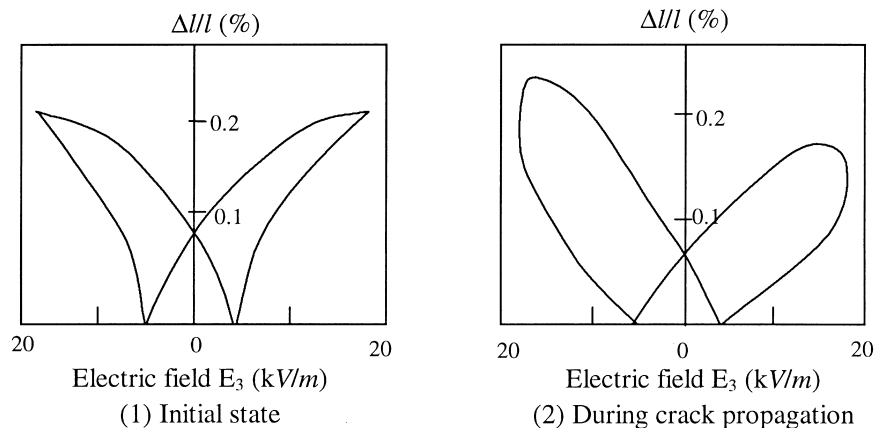 Δl/l (%)
0.2
0.1
20 0 20
Electric field E₃ (kV/m)
(1) Initial state
Δl/l (%)
0.2
0.1
20 0 20
Electric field E₃ (kV/m)
(2) During crack propagation